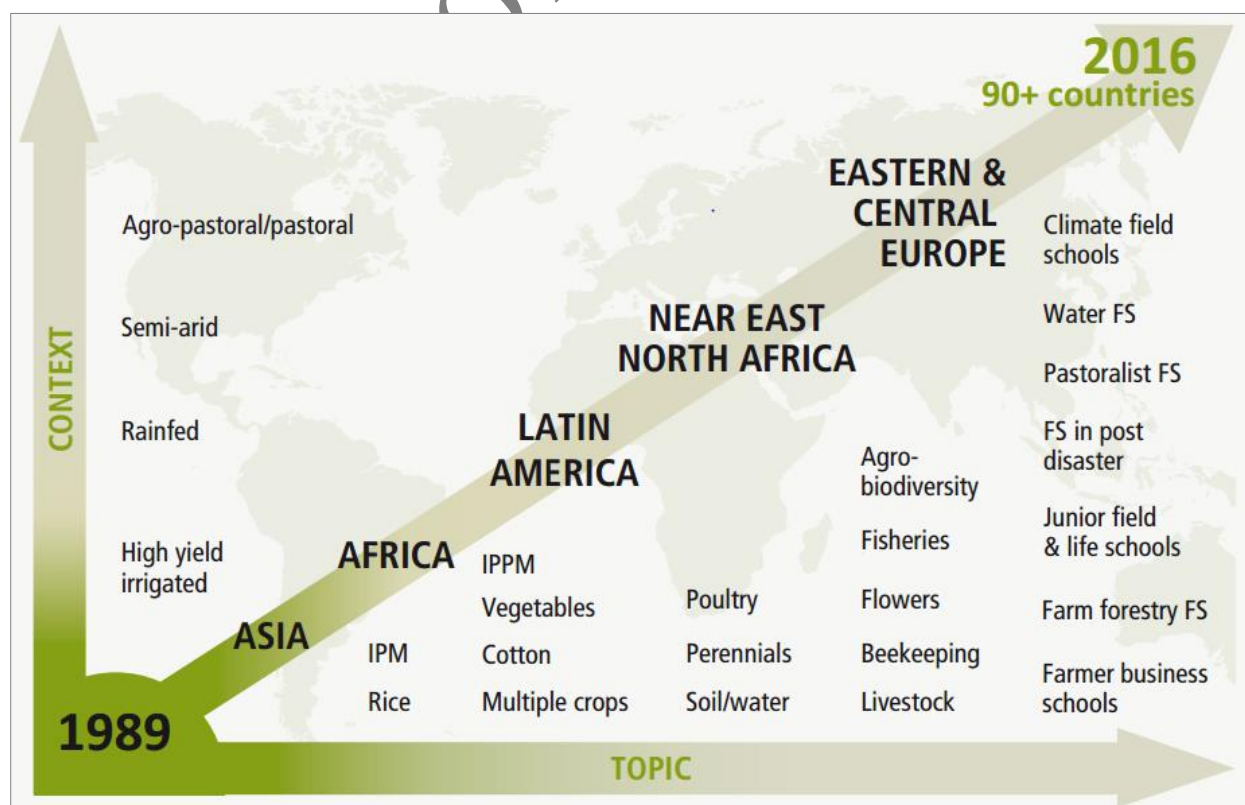 2016
90+ countries
EASTERN &
CENTRAL
EUROPE
NEAR EAST
NORTH AFRICA
LATIN
AMERICA
AFRICA
ASIA
1989
CONTEXT
Agro-pastoral/pastoral
Semi-arid
Rainfed
High yield
irrigated
IPM
Rice
IPPM
Vegetables
Cotton
Multiple crops
Poultry
Perennials
Soil/water
Agro-
biodiversity
Fisheries
Flowers
Beekeeping
Livestock
Climate field
schools
Water FS
Pastoralist FS
FS in post
disaster
Junior field
& life schools
Farm forestry FS
Farmer business
schools
TOPIC